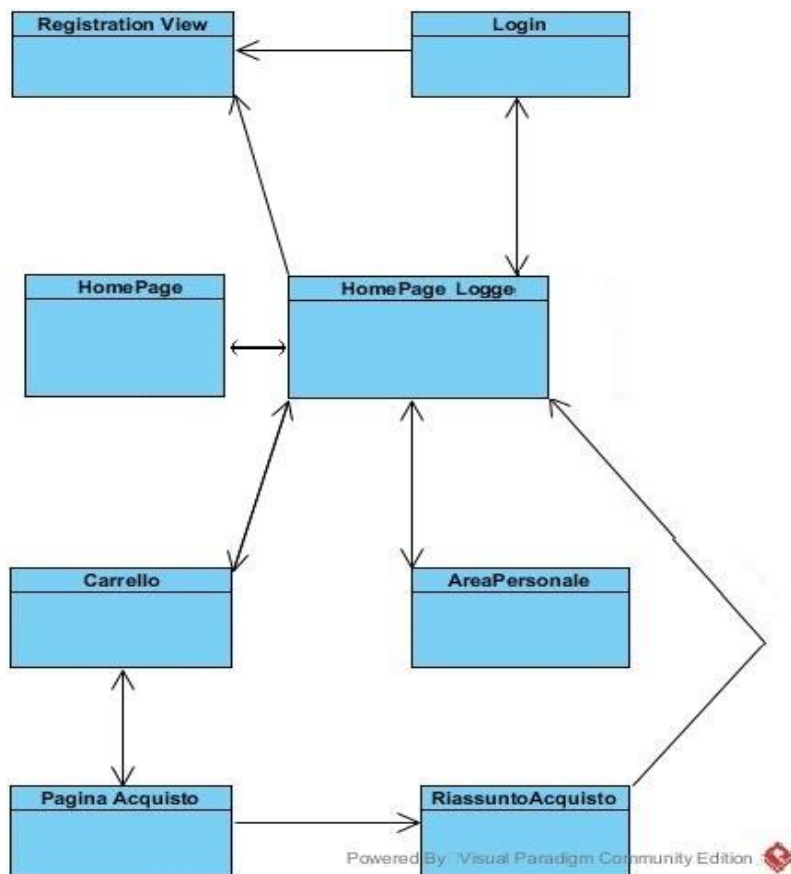 Registration View
Login
HomePage
HomePage Logge
Carrello
AreaPersonale
Pagina Acquisto
RiassuntoAcquisto
Powered By Visual Paradigm Community Edition